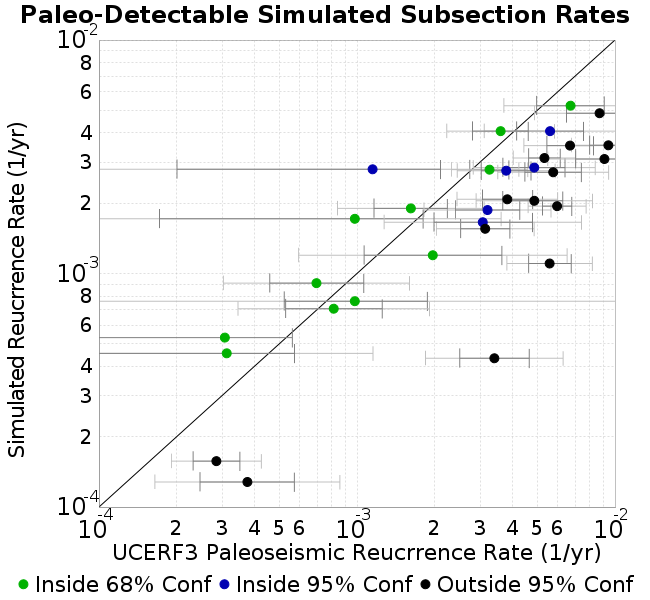 Paleo-Detectable Simulated Subsection Rates
Simulated Reucrrence Rate (1/yr)
10-2
8
6
4
3
2
10-3
8
6
4
3
2
10-4
10-4 2 3 4 5 6 10-3 2 3 4 5 6 10-2
UCERF3 Paleoseismic Reucrrence Rate (1/yr)
Inside 68% Conf Inside 95% Conf Outside 95% Conf